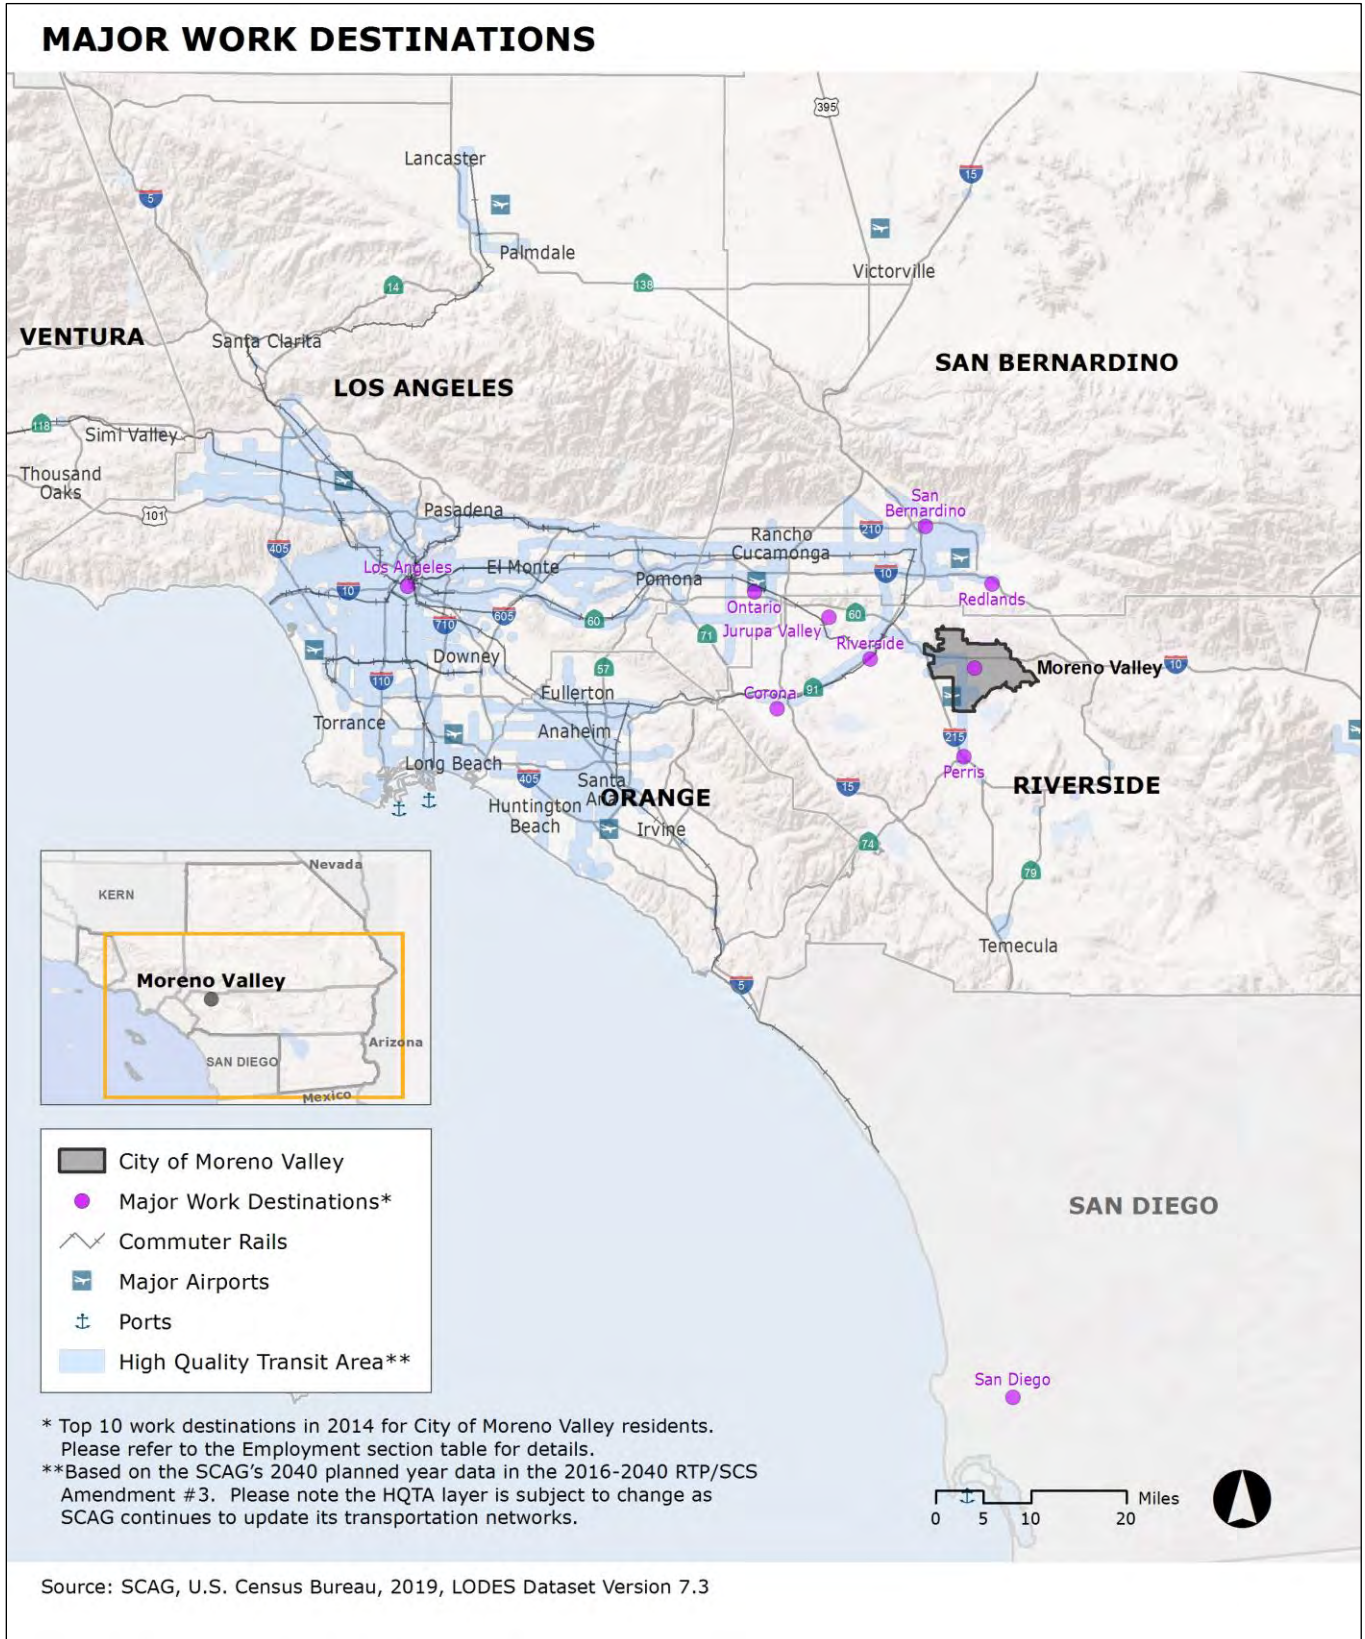 MAJOR WORK DESTINATIONS
395
Lancaster
15
5
Palmdale
Victorville
14
138
VENTURA
Santa Clarita
SAN BERNARDINO
LOS ANGELES
118
Simi Valley
Thousand
Oaks
101
Pasadena
San
Bernardino
210
Rancho
Cucamonga
405
Los Angeles
El Monte
Pomona
10
10
Redlands
Ontario
605
60
60
710
71
Jurupa Valley
Riverside
Downey
57
Moreno Valley
10
110
Fullerton
Corona
91
Torrance
Anaheim
215
Long Beach
405
Santa
Ana
Perris
RIVERSIDE
15
ORANGE
Huntington
Beach
Irvine
74
79
Temecula
5
Nevada
KERN
Moreno Valley
Arizona
SAN DIEGO
Mexico
City of Moreno Valley
Major Work Destinations*
Commuter Rails
Major Airports
Ports
High Quality Transit Area**
SAN DIEGO
San Diego
* Top 10 work destinations in 2014 for City of Moreno Valley residents.
Please refer to the Employment section table for details.
**Based on the SCAG's 2040 planned year data in the 2016-2040 RTP/SCS
Amendment #3. Please note the HQTA layer is subject to change as
SCAG continues to update its transportation networks.
Miles
0 5 10 20
Source: SCAG, U.S. Census Bureau, 2019, LODES Dataset Version 7.3